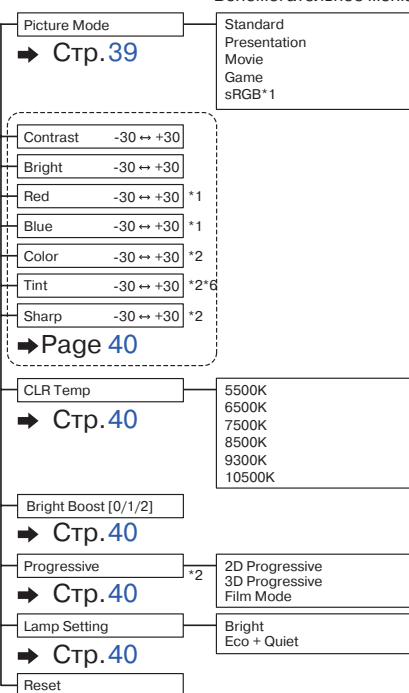 Picture Mode
Standard
Presentation
Movie
Game
sRGB*1
➡ Стр.39
Contrast -30 ↔ +30
Bright -30 ↔ +30
Red -30 ↔ +30 *1
Blue -30 ↔ +30 *1
Color -30 ↔ +30 *2
Tint -30 ↔ +30 *2*6
Sharp -30 ↔ +30 *2
➡Page 40
CLR Temp
5500K
6500K
7500K
8500K
9300K
10500K
➡ Стр.40
Bright Boost [0/1/2]
➡ Стр.40
Progressive *2
2D Progressive
3D Progressive
Film Mode
➡ Стр.40
Lamp Setting
Bright
Eco + Quiet
➡ Стр.40
Reset